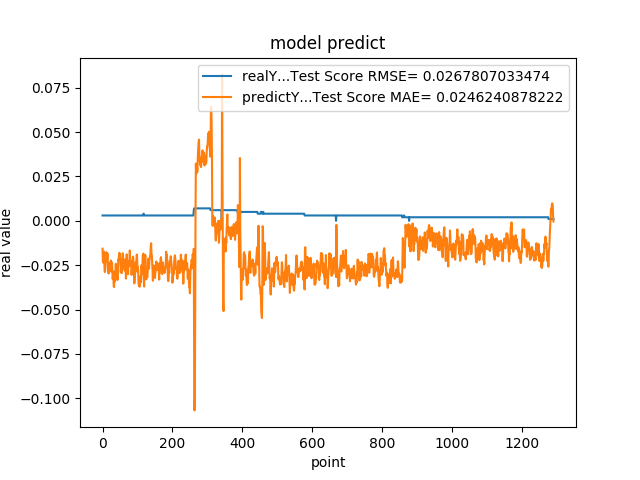 model predict
realY...Test Score RMSE= 0.0267807033474
predictY...Test Score MAE= 0.0246240878222
real value
0.075
0.050
0.025
0.000
−0.025
−0.050
−0.075
−0.100
0 200 400 600 800 1000 1200
point